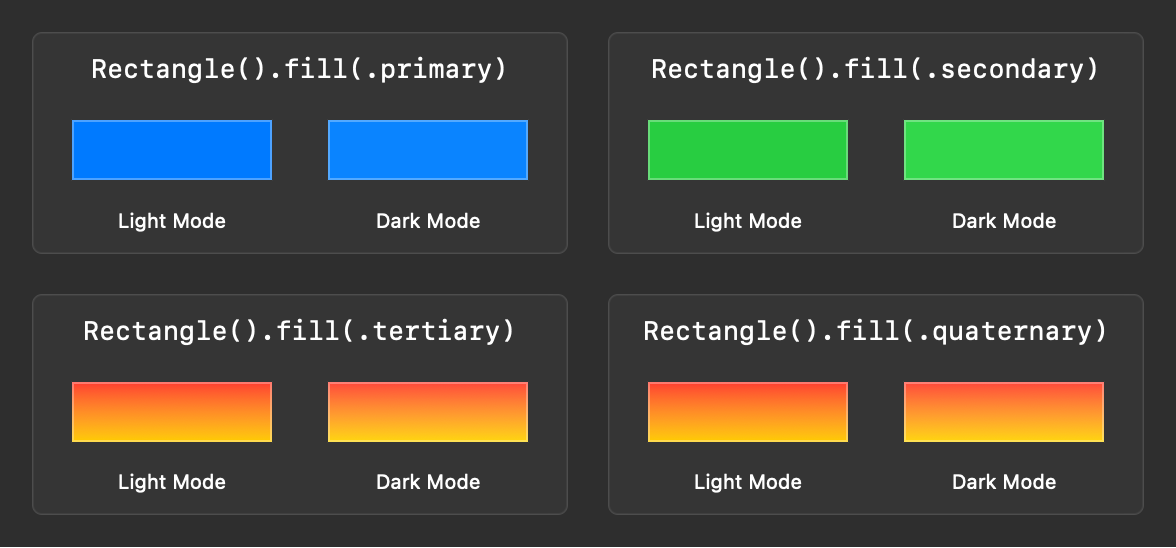 Rectangle().fill(.primary)
Light Mode
Dark Mode
Rectangle().fill(.secondary)
Light Mode
Dark Mode
Rectangle().fill(.tertiary)
Light Mode
Dark Mode
Rectangle().fill(.quaternary)
Light Mode
Dark Mode